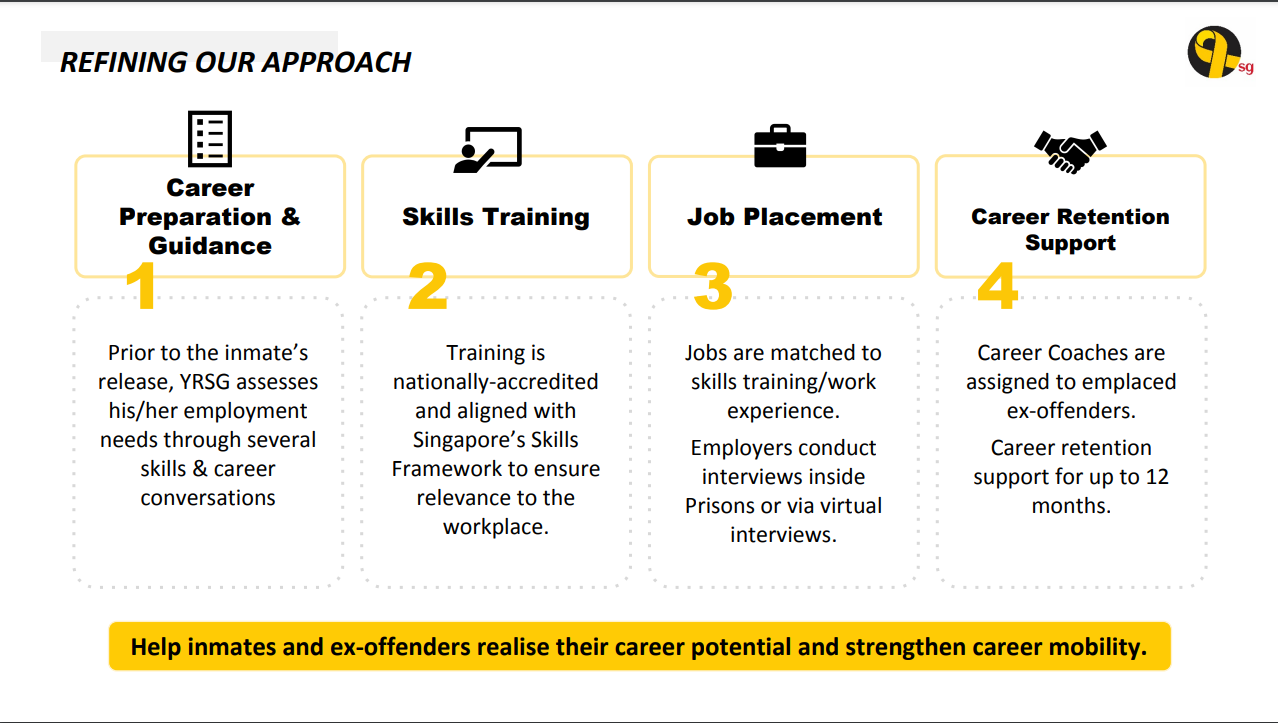 REFINING OUR APPROACH
sg
Career
Preparation &
Guidance
1
Prior to the inmate’s
release, YRSG assesses
his/her employment
needs through several
skills & career
conversations
Skills Training
2
Training is
nationally-accredited
and aligned with
Singapore’s Skills
Framework to ensure
relevance to the
workplace.
Job Placement
3
Jobs are matched to
skills training/work
experience.
Employers conduct
interviews inside
Prisons or via virtual
interviews.
Career Retention
Support
4
Career Coaches are
assigned to emplaced
ex-offenders.
Career retention
support for up to 12
months.
Help inmates and ex-offenders realise their career potential and strengthen career mobility.